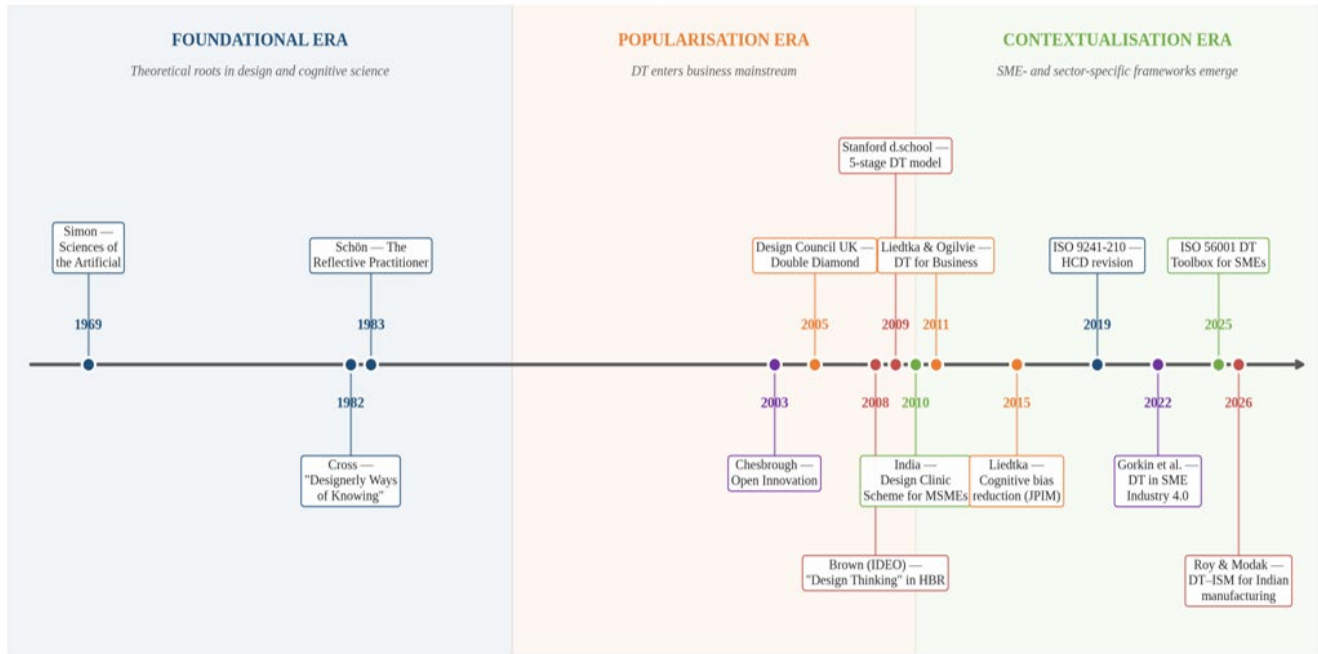 FOUNDATIONAL ERA
Theoretical roots in design and cognitive science
POPULARISATION ERA
DT enters business mainstream
CONTEXTUALISATION ERA
SME- and sector-specific frameworks emerge
Stanford d.school —
5-stage DT model
Simon —
Sciences of
the Artificial
Schön — The
Reflective Practitioner
Design Council UK —
Double Diamond
Liedtka & Ogilvie —
DT for Business
ISO 9241-210 —
HCD revision
ISO 56001 DT
Toolbox for SMEs
1969
1983
2005
2009
2011
2019
2025
1982
2003
2008
2010
2015
2022
2026
Cross —
"Designerly Ways
of Knowing"
Chesbrough —
Open Innovation
India —
Design Clinic
Scheme for MSMEs
Liedtka —
Cognitive bias
reduction (JPIM)
Gorkin et al. —
DT in SME
Industry 4.0
Brown (IDEO) —
"Design Thinking" in HBR
Roy & Modak —
DT–ISM for Indian
manufacturing